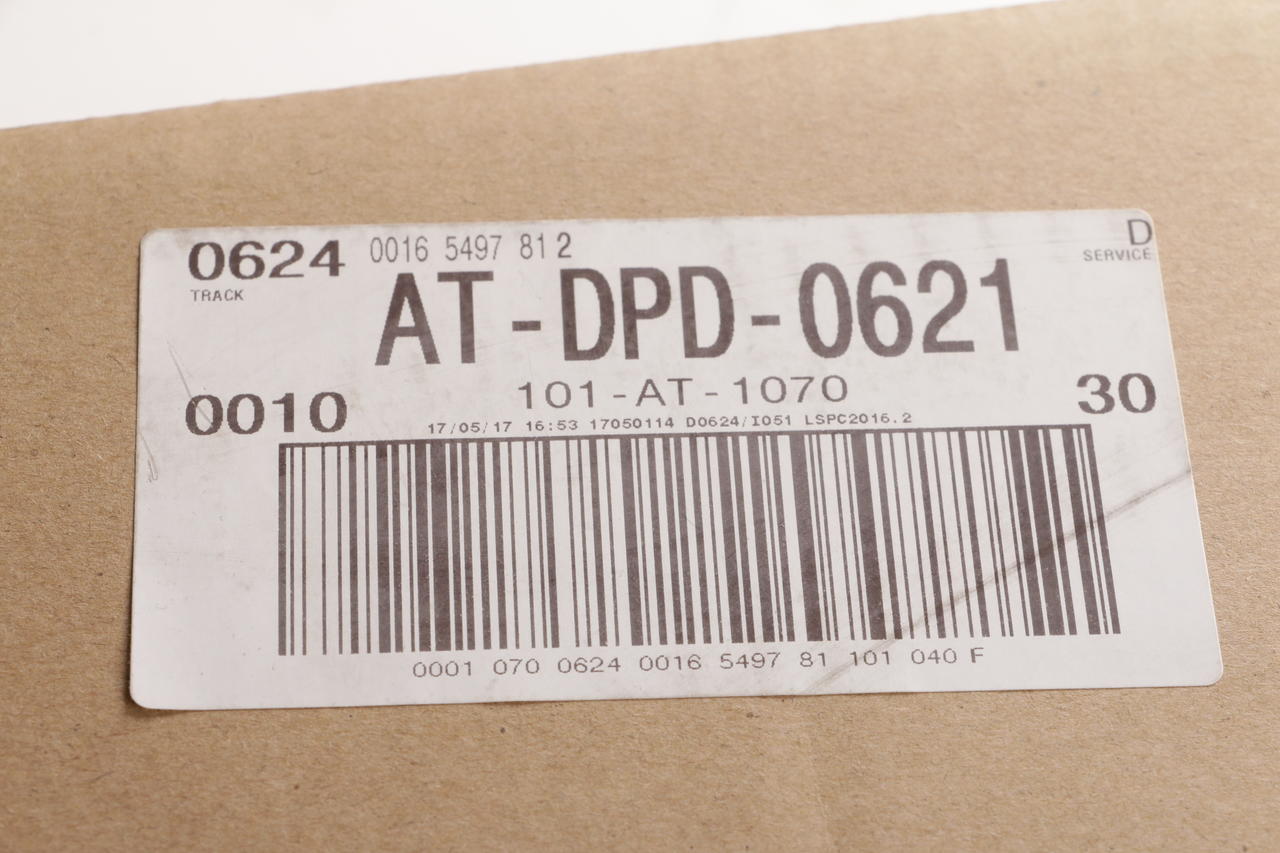 0624 0016 5497 81 2
D
TRACK
SERVICE
AT-DPD-0621
101-AT-1070
0010
30
17/05/17 16:53 17050114 D0624/I051 LSPC2016.2
0001 070 0624 0016 5497 81 101 040 F